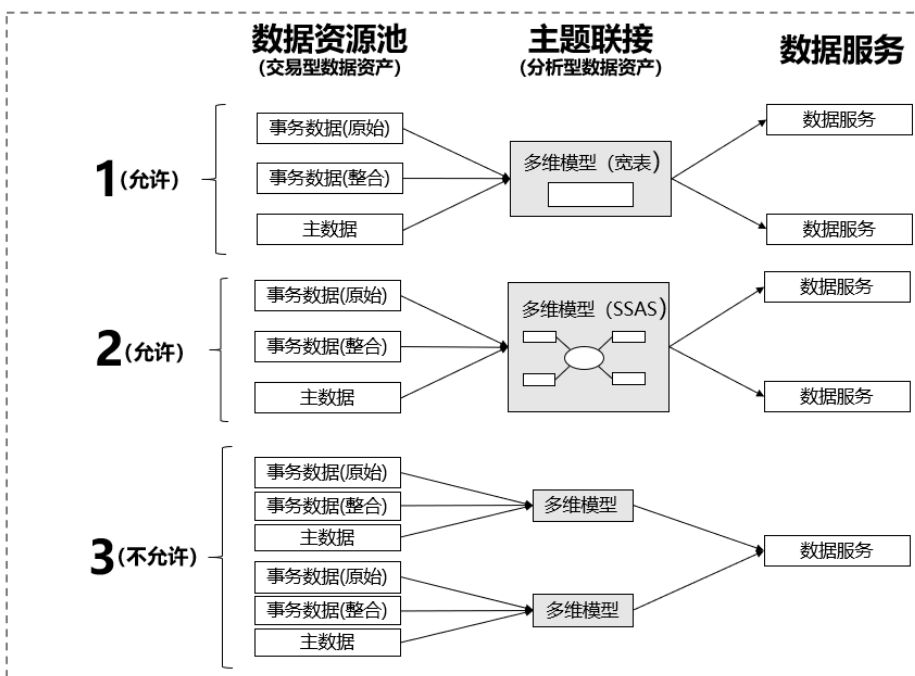 数据资源池
(交易型数据资产)
主题联接
(分析型数据资产)
数据服务
1(允许)
事务数据(原始)
事务数据(整合)
主数据
多维模型（宽表）
数据服务
数据服务
2(允许)
事务数据(原始)
事务数据(整合)
主数据
多维模型（SSAS）
数据服务
数据服务
3(不允许)
事务数据(原始)
事务数据(整合)
主数据
事务数据(原始)
事务数据(整合)
主数据
多维模型
多维模型
数据服务